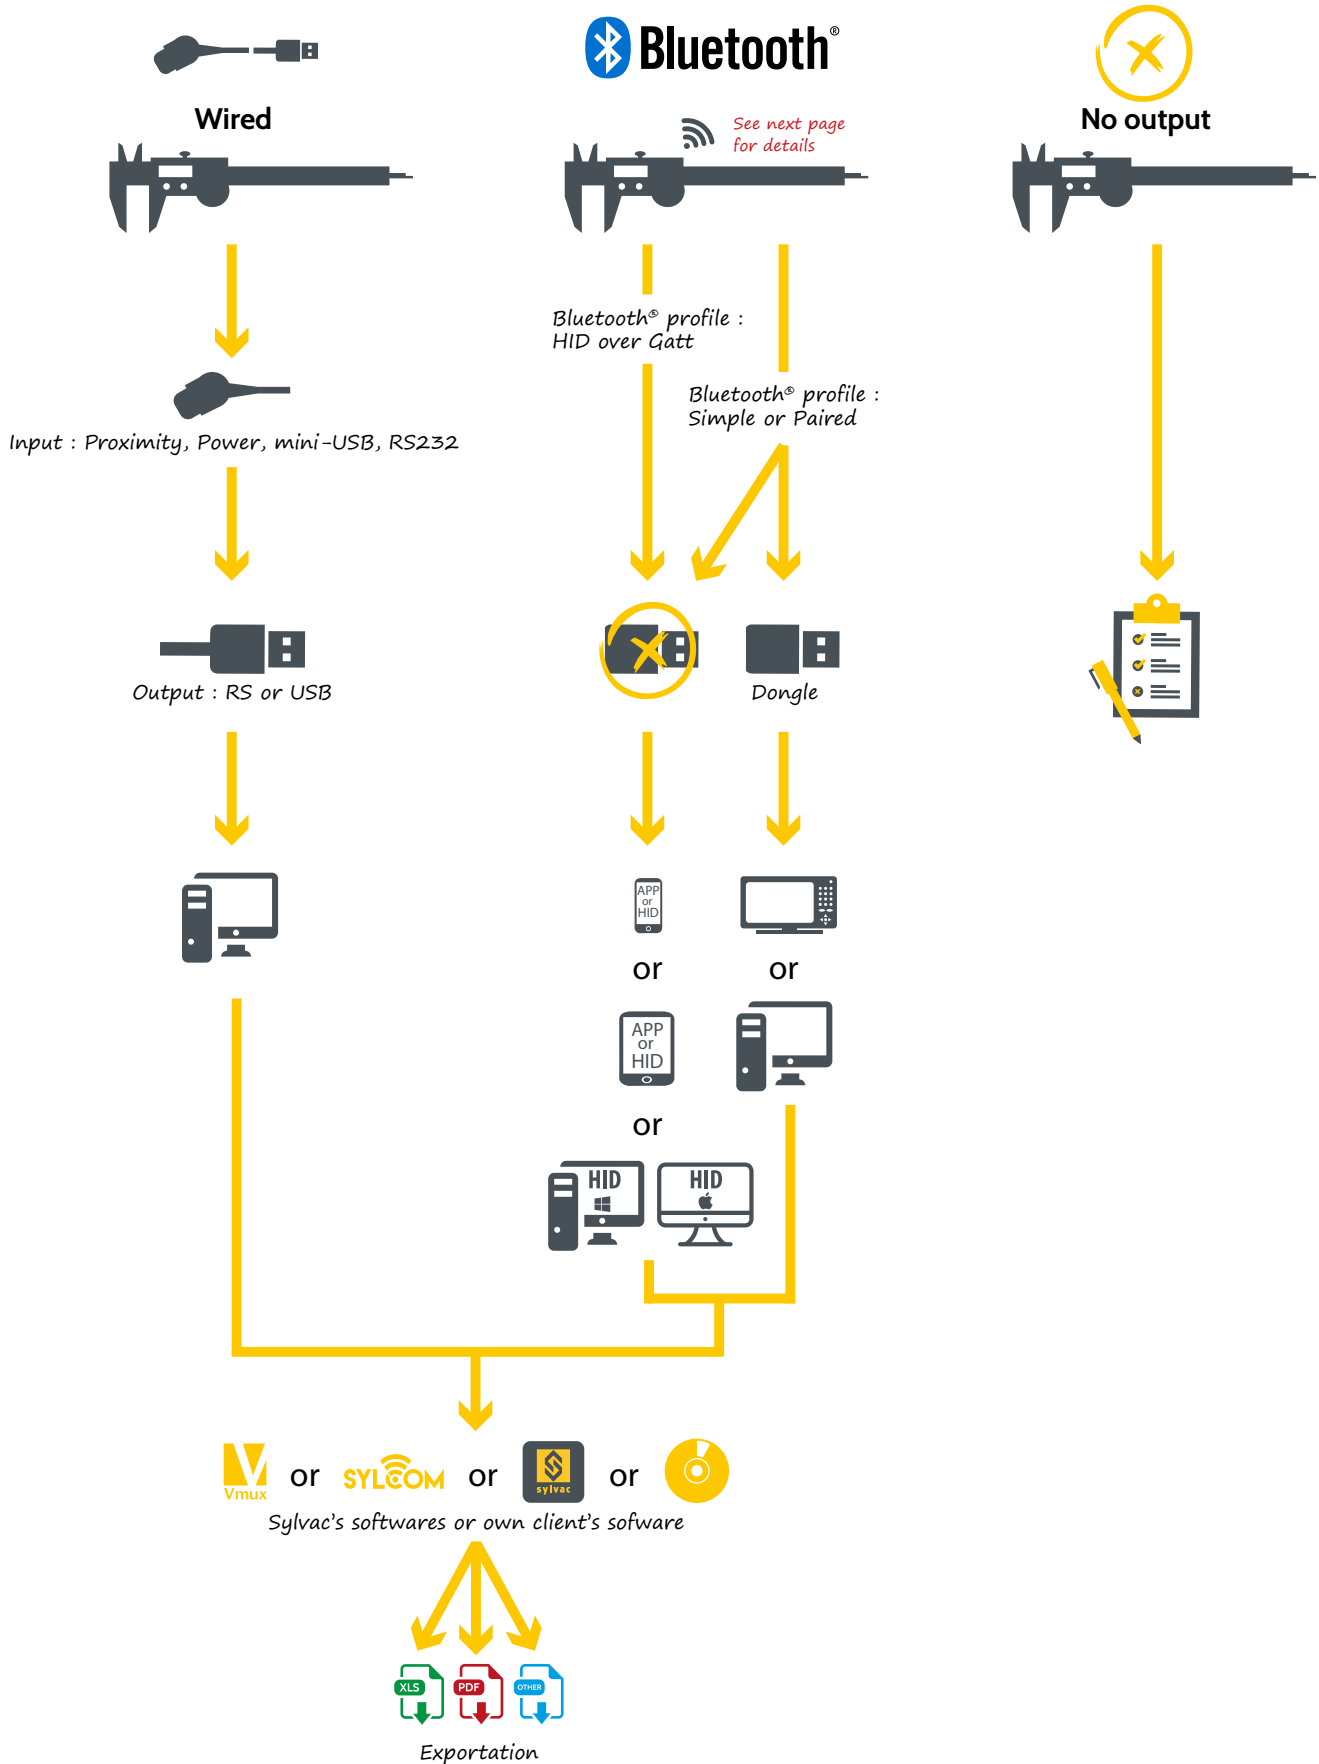 Wired
Bluetooth®
No output
See next page
for details
Bluetooth® profile :
HID over Gatt
Bluetooth® profile :
Simple or Paired
Input : Proximity, Power, mini-USB, RS232
Output : RS or USB
Dongle
APP
or
HID
or
or
APP
or
HID
or
HID
HID
Vmux
or
SYLCOM
or
sylvac
or
Sylvac's softwares or own client's sofware
XLS
PDF
OTHER
Exportation